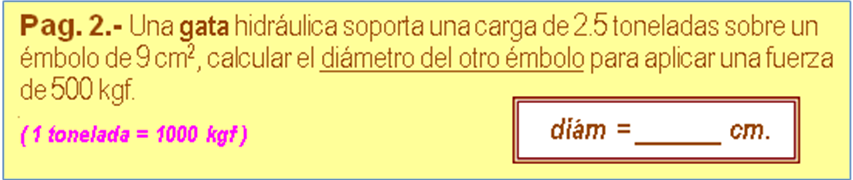 Pag. 2.- Una gata hidráulica soporta una carga de 2.5 toneladas sobre un
émbolo de 9 cm², calcular el diámetro del otro émbolo para aplicar una fuerza
de 500 kgf.
( 1 tonelada = 1000 kgf )
diám = ______ cm.